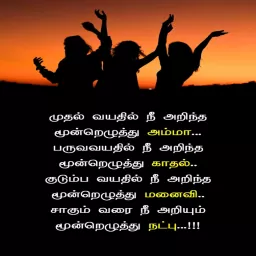 முதல் வயதில் நீ அறிந்த
மூன்றெழுத்து அம்மா...
பருவவயதில் நீ அறிந்த
மூன்றெழுத்து காதல்..
குடும்ப வயதில் நீ அறிந்த
மூன்றெழுத்து மனைவி..
சாகும் வரை நீ அறியும்
மூன்றெழுத்து நட்பு...!!!